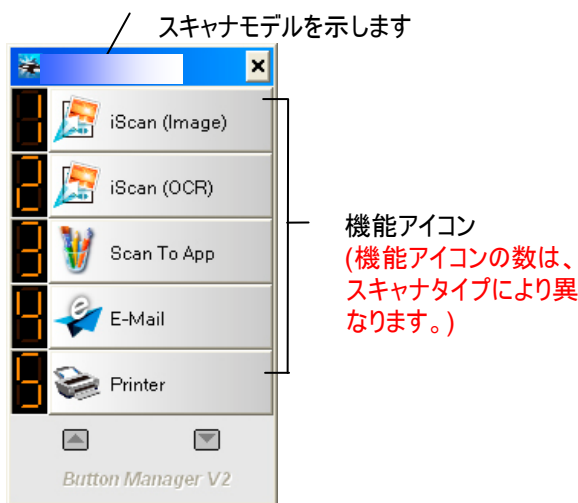 スキャナモデルを示します
1 iScan (Image)
2 iScan (OCR)
3 Scan To App
4 E-Mail
5 Printer
機能アイコン
(機能アイコンの数は、
スキャナタイプにより異
なります。)
Button Manager V2